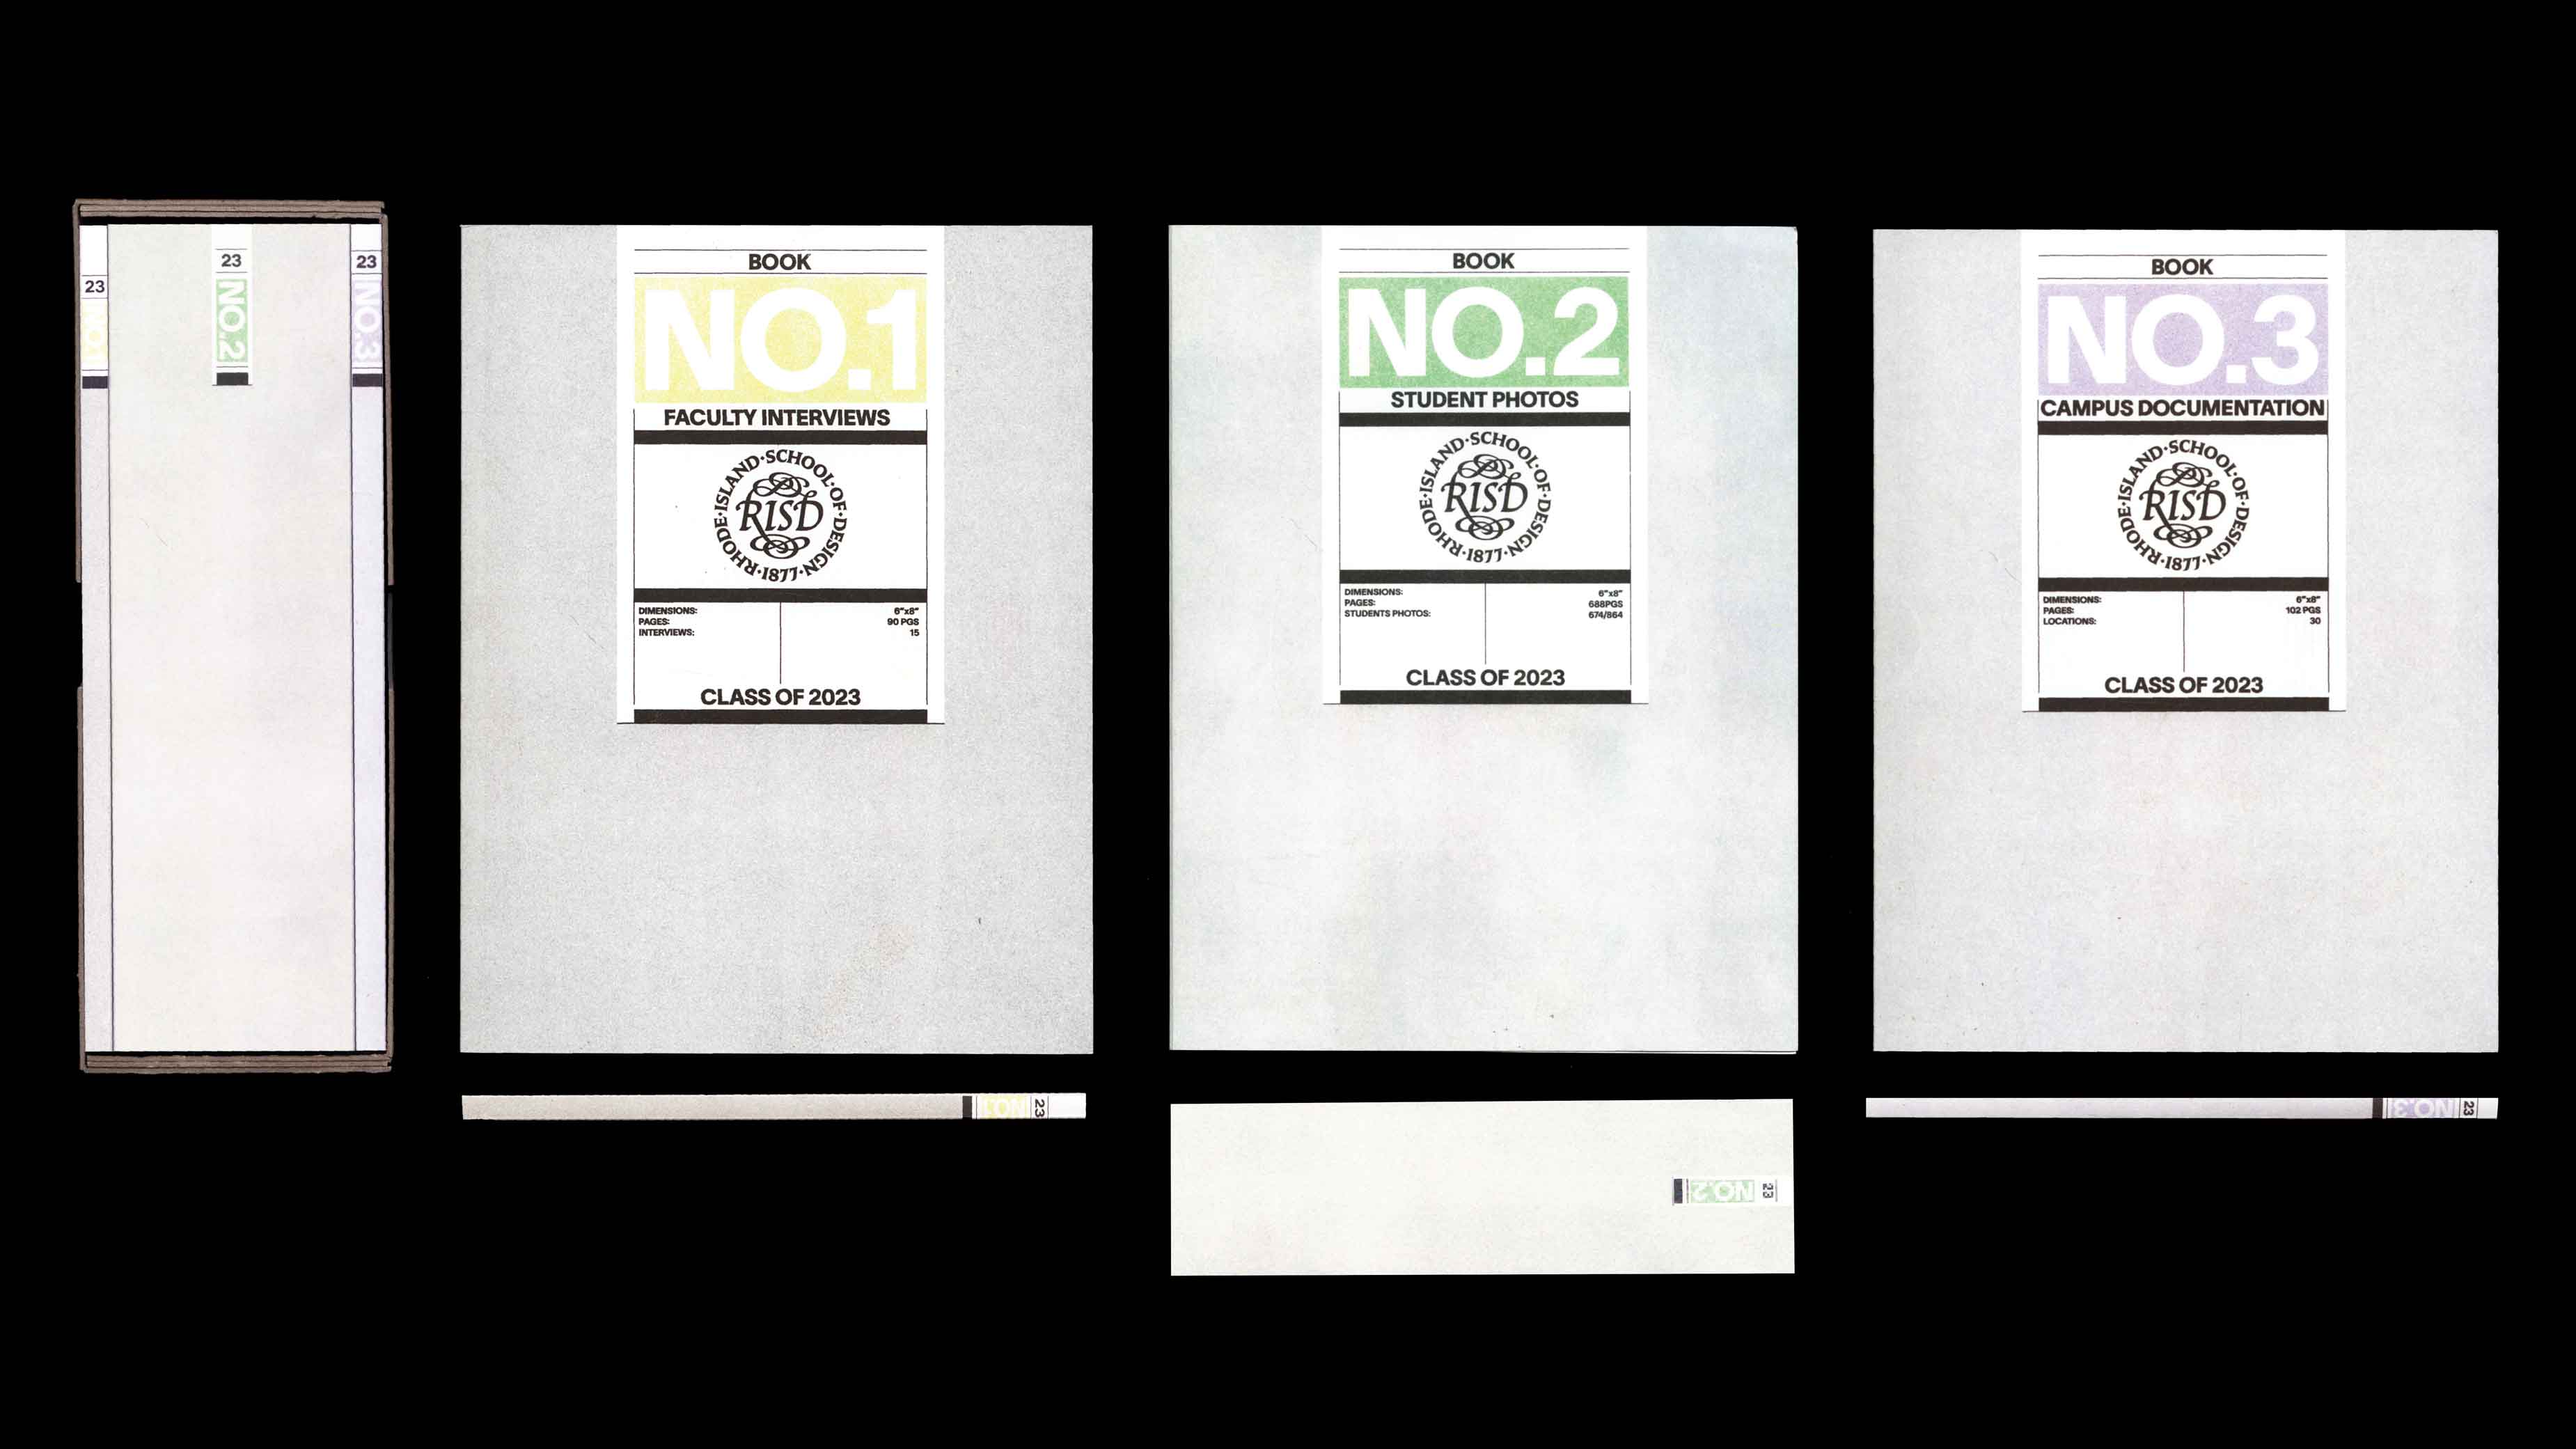 23
NO.1
23
NO.2
23
NO.3
BOOK
NO.1
FACULTY INTERVIEWS
RHODE·ISLAND·SCHOOL·OF·DESIGN·1877·
RISD
DIMENSIONS: 6"x8"
PAGES: 90 PGS
INTERVIEWS: 15
CLASS OF 2023
BOOK
NO.2
STUDENT PHOTOS
RHODE·ISLAND·SCHOOL·OF·DESIGN·1877·
RISD
DIMENSIONS: 6"x8"
PAGES: 688PGS
STUDENTS PHOTOS: 674/864
CLASS OF 2023
BOOK
NO.3
CAMPUS DOCUMENTATION
RHODE·ISLAND·SCHOOL·OF·DESIGN·1877·
RISD
DIMENSIONS: 6"x8"
PAGES: 102 PGS
LOCATIONS: 30
CLASS OF 2023
NO.1
23
NO.2
23
NO.3
23